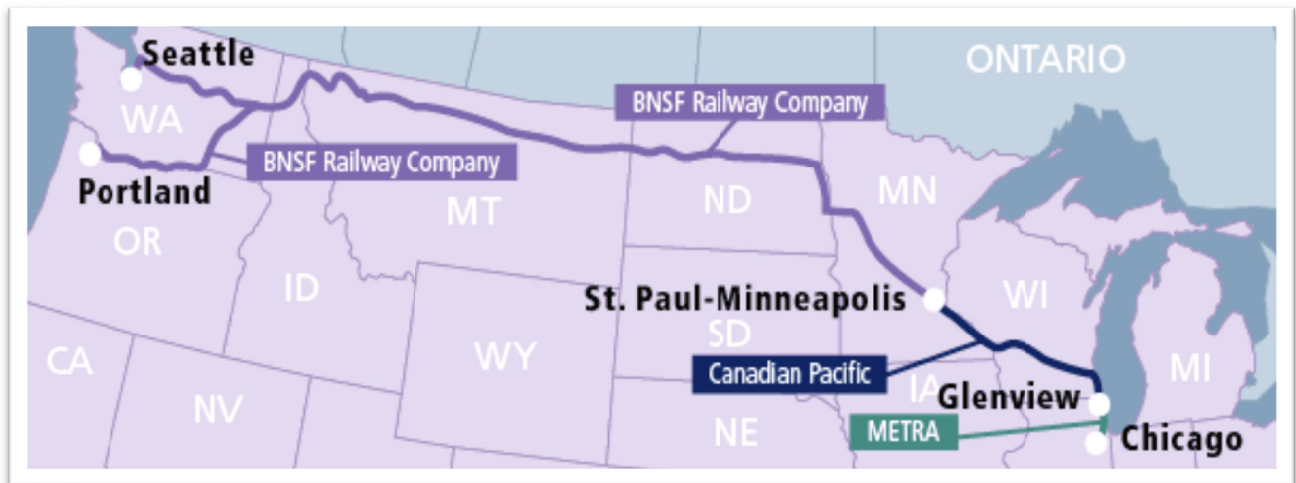 Seattle
ONTARIO
BNSF Railway Company
WA
BNSF Railway Company
Portland
MT
ND
MN
OR
ID
St. Paul-Minneapolis
WI
SD
CA
WY
Canadian Pacific
MI
IA
Glenview
NV
NE
METRA
Chicago